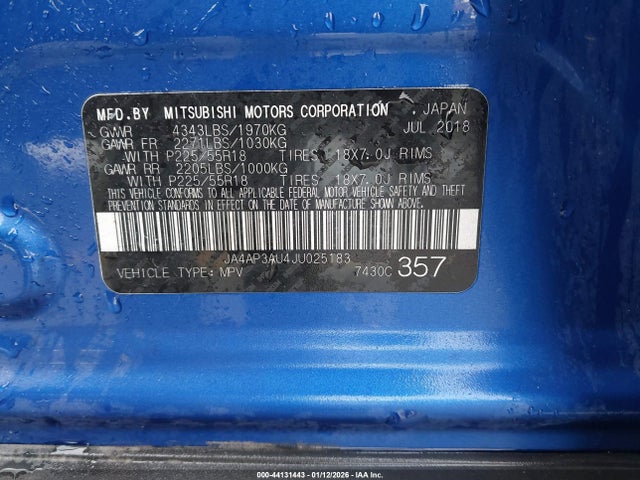 MFD.BY MITSUBISHI MOTORS CORPORATION , JAPAN
GVWR 4343LBS/1970KG JUL 2018
GAWR FR 2271LBS/1030KG
WITH P225/55R18 TIRES, 18X7.0J RIMS
GAWR RR 2205LBS/1000KG
WITH P225/55R18 TIRES, 18X7.0J RIMS
THIS VEHICLE CONFORMS TO ALL APPLICABLE FEDERAL MOTOR VEHICLE SAFETY AND THEFT
PREVENTION STANDARDS IN EFFECT ON THE DATE OF MANUFACTURE SHOWN ABOVE.
JA4AP3AU4JU025183
VEHICLE TYPE: MPV 7430C 357
000-44131443 - 01/12/2026 - IAA Inc.